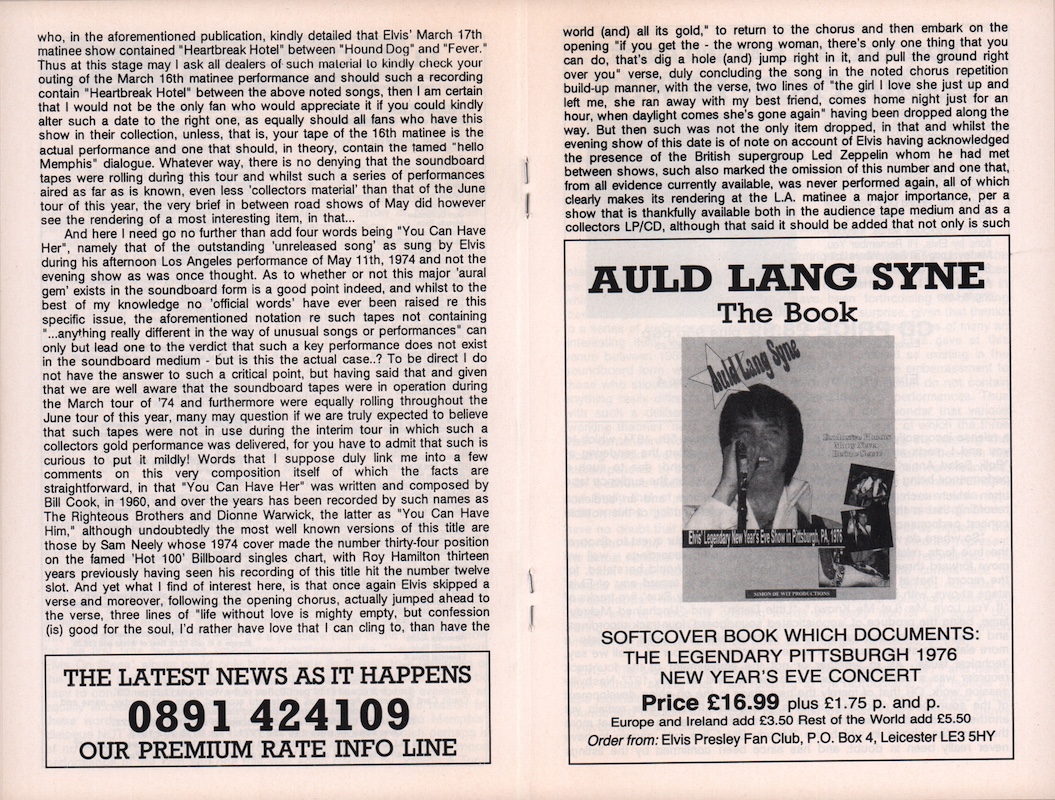 who, in the aforementioned publication, kindly detailed that Elvis' March 17th
matinee show contained "Heartbreak Hotel" between "Hound Dog" and "Fever."
Thus at this stage may I ask all dealers of such material to kindly check your
outing of the March 16th matinee performance and should such a recording
contain "Heartbreak Hotel" between the above noted songs, then I am certain
that I would not be the only fan who would appreciate it if you could kindly
alter such a date to the right one, as equally should all fans who have this
show in their collection, unless, that is, your tape of the 16th matinee is the
actual performance and one that should, in theory, contain the famed "hello
Memphis" dialogue. Whatever way, there is no denying that the soundboard
tapes were rolling during this tour and whilst such a series of performances
aired as far as is known, even less 'collectors material' than that of the June
tour of this year, the very brief in between road shows of May did however
see the rendering of a most interesting item, in that...
And here I need go no further than add four words being "You Can Have
Her", namely that of the outstanding 'unreleased song' as sung by Elvis
during his afternoon Los Angeles performance of May 11th, 1974 and not the
evening show as was once thought. As to whether or not this major 'aural
gem' exists in the soundboard form is a good point indeed, and whilst to the
best of my knowledge no 'official words' have ever been raised re this
specific issue, the aforementioned notation re such tapes not containing
"...anything really different in the way of unusual songs or performances" can
only but lead one to the verdict that such a key performance does not exist
in the soundboard medium - but is this the actual case..? To be direct I do
not have the answer to such a critical point, but having said that and given
that we are well aware that the soundboard tapes were in operation during
the March tour of '74 and furthermore were equally rolling throughout the
June tour of this year, many may question if we are truly expected to believe
that such tapes were not in use during the interim tour in which such a
collectors gold performance was delivered, for you have to admit that such is
curious to put it mildly! Words that I suppose duly link me into a few
comments on this very composition itself of which the facts are
straightforward, in that "You Can Have Her" was written and composed by
Bill Cook, in 1960, and over the years has been recorded by such names as
The Righteous Brothers and Dionne Warwick, the latter as "You Can Have
Him," although undoubtedly the most well known versions of this title are
those by Sam Neely whose 1974 cover made the number thirty-four position
on the famed 'Hot 100' Billboard singles chart, with Roy Hamilton thirteen
years previously having seen his recording of this title hit the number twelve
slot. And yet what I find of interest here, is that once again Elvis skipped a
verse and moreover, following the opening chorus, actually jumped ahead to
the verse, three lines of "life without love is mighty empty, but confession
(is) good for the soul, I'd rather have love that I can cling to, than have the
THE LATEST NEWS AS IT HAPPENS
0891 424109
OUR PREMIUM RATE INFO LINE
world (and) all its gold," to return to the chorus and then embark on the
opening "if you get the - the wrong woman, there's only one thing that you
can do, that's dig a hole (and) jump right in it, and pull the ground right
over you" verse, duly concluding the song in the noted chorus repetition
build-up manner, with the verse, two lines of "the girl I love she just up and
left me, she ran away with my best friend, comes home night just for an
hour, when daylight comes she's gone again" having been dropped along the
way. But then such was not the only item dropped, in that and whilst the
evening show of this date is of note on account of Elvis having acknowledged
the presence of the British supergroup Led Zeppelin whom he had met
between shows, such also marked the omission of this number and one that,
from all evidence currently available, was never performed again, all of which
clearly makes its rendering at the L.A. matinee a major importance, per a
show that is thankfully available both in the audience tape medium and as a
collectors LP/CD, although that said it should be added that not only is such
AULD LANG SYNE
The Book
Auld Lang Syne
Elvis' Legendary New Year's Eve Show in Pittsburgh, PA, 1976
SIMON OF WIT PRODUCTIONS
SOFTCOVER BOOK WHICH DOCUMENTS:
THE LEGENDARY PITTSBURGH 1976
NEW YEAR'S EVE CONCERT
Price £16.99 plus £1.75 p. and p.
Europe and Ireland add £3.50 Rest of the World add £5.50
Order from: Elvis Presley Fan Club, P.O. Box 4, Leicester LE3 5HY